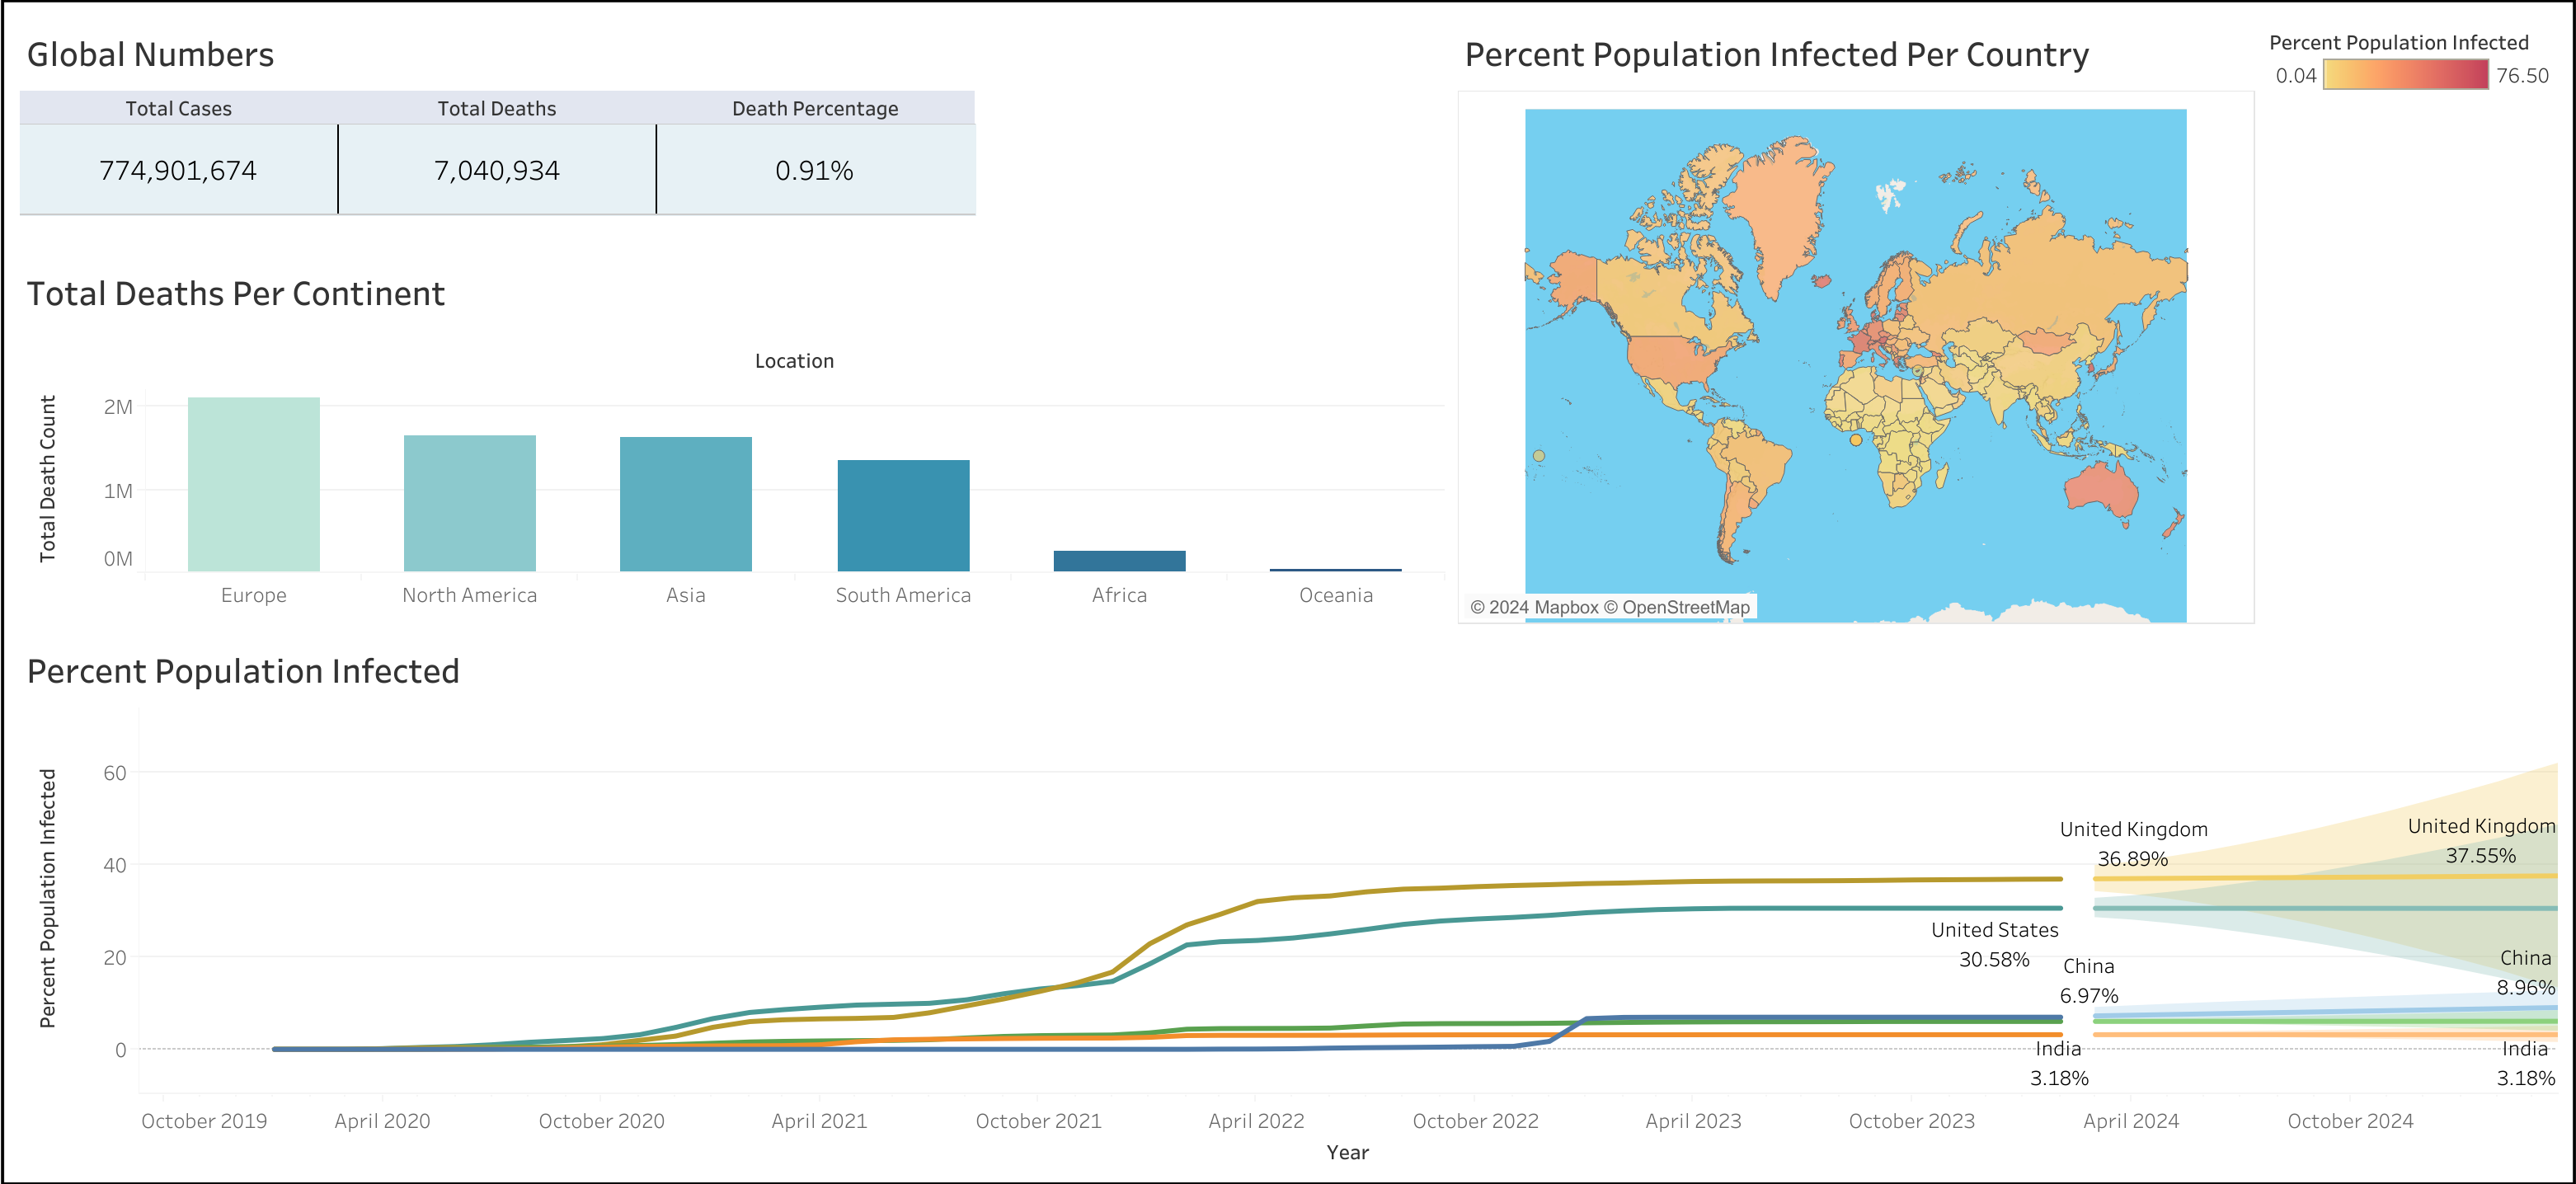 Global Numbers
Total Cases Total Deaths Death Percentage
774,901,674 7,040,934 0.91%
Total Deaths Per Continent
Location
Total Death Count
2M
1M
0M
Europe North America Asia South America Africa Oceania
Percent Population Infected Per Country
Percent Population Infected
0.04 76.50
© 2024 Mapbox © OpenStreetMap
Percent Population Infected
Percent Population Infected
60
40
20
0
United Kingdom
36.89%
United Kingdom
37.55%
United States
30.58%
China
6.97%
China
8.96%
India
3.18%
India
3.18%
October 2019 April 2020 October 2020 April 2021 October 2021 April 2022 October 2022 April 2023 October 2023 April 2024 October 2024
Year